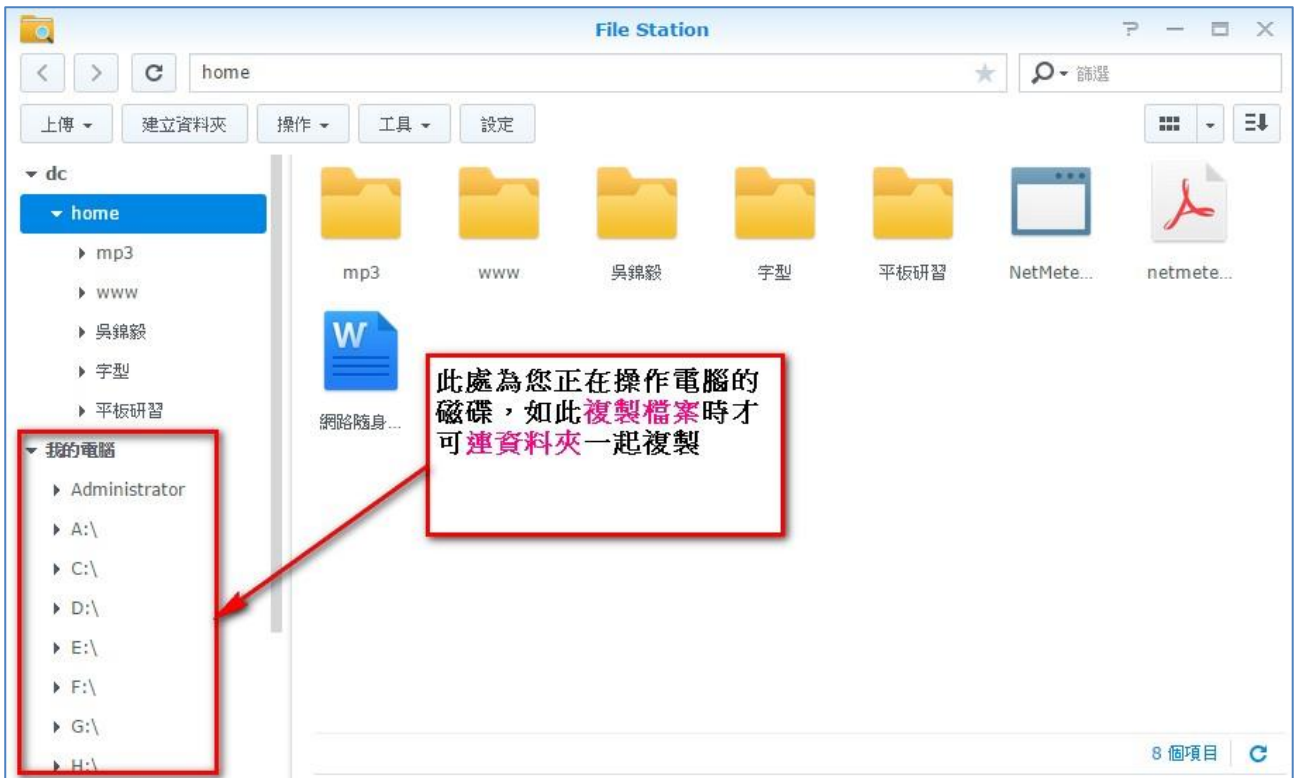 File Station
home
篩選
上傳 建立資料夾 操作 工具 設定
dc
home
mp3
www
吳錦毅
字型
平板研習
我的電腦
Administrator
A:\
C:\
D:\
E:\
F:\
G:\
H:\
mp3 www 吳錦毅 字型 平板研習 NetMete... netmete...
W
網路隨身...
此處為您正在操作電腦的
磁碟，如此複製檔案時才
可連資料夾一起複製
8 個項目